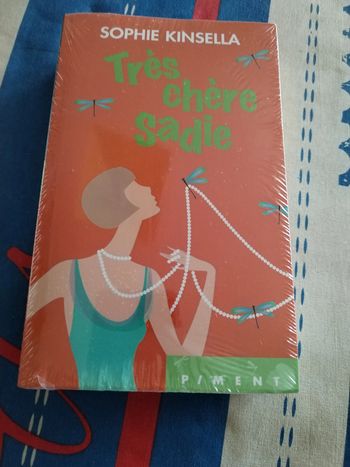 SOPHIE KINSELLA
Très
chère
Sadie
PIMENT